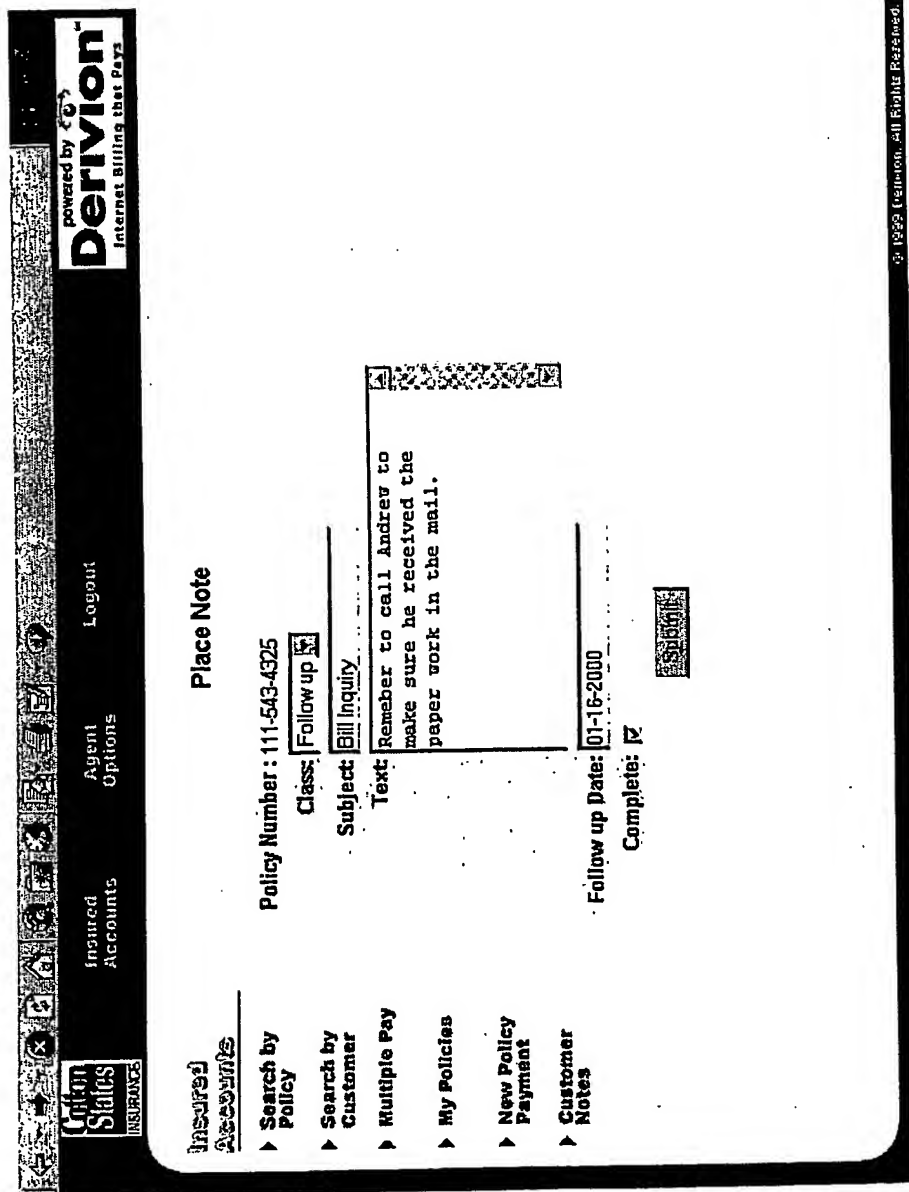 Cotton
States
INSURANCE
Insured
Accounts
Agent
Options
Logout
powered by
Derivion
Internet Billing that Pays
Insured
Accounts
Search by
Policy
Search by
Customer
Multiple Pay
My Policies
New Policy
Payment
Customer
Notes
Place Note
Policy Number : 111-543-4325
Class: Follow up
Subject: Bill Inquiry
Text: Remeber to call Andrew to
make sure he received the
paper work in the mail.
Follow up Date: 01-16-2000
Complete:
Submit
© 1999 Derivion. All Rights Reserved.